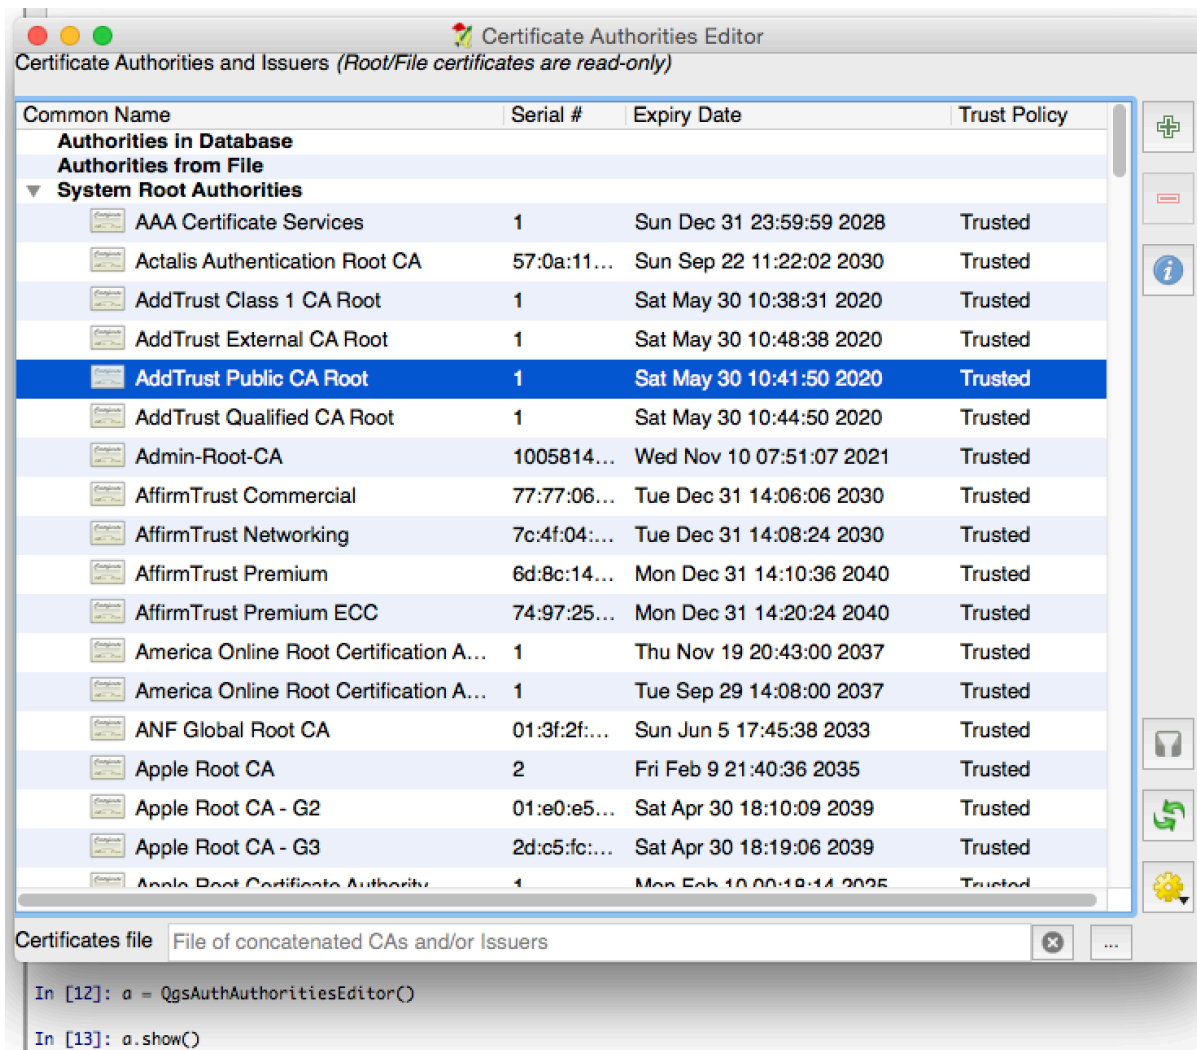 Certificate Authorities Editor
Certificate Authorities and Issuers (Root/File certificates are read-only)
Common Name Serial # Expiry Date Trust Policy
Authorities in Database
Authorities from File
System Root Authorities
AAA Certificate Services 1 Sun Dec 31 23:59:59 2028 Trusted
Actalis Authentication Root CA 57:0a:11... Sun Sep 22 11:22:02 2030 Trusted
AddTrust Class 1 CA Root 1 Sat May 30 10:38:31 2020 Trusted
AddTrust External CA Root 1 Sat May 30 10:48:38 2020 Trusted
AddTrust Public CA Root 1 Sat May 30 10:41:50 2020 Trusted
AddTrust Qualified CA Root 1 Sat May 30 10:44:50 2020 Trusted
Admin-Root-CA 1005814... Wed Nov 10 07:51:07 2021 Trusted
AffirmTrust Commercial 77:77:06... Tue Dec 31 14:06:06 2030 Trusted
AffirmTrust Networking 7c:4f:04:... Tue Dec 31 14:08:24 2030 Trusted
AffirmTrust Premium 6d:8c:14... Mon Dec 31 14:10:36 2040 Trusted
AffirmTrust Premium ECC 74:97:25... Mon Dec 31 14:20:24 2040 Trusted
America Online Root Certification A... 1 Thu Nov 19 20:43:00 2037 Trusted
America Online Root Certification A... 1 Tue Sep 29 14:08:00 2037 Trusted
ANF Global Root CA 01:3f:2f:... Sun Jun 5 17:45:38 2033 Trusted
Apple Root CA 2 Fri Feb 9 21:40:36 2035 Trusted
Apple Root CA - G2 01:e0:e5... Sat Apr 30 18:10:09 2039 Trusted
Apple Root CA - G3 2d:c5:fc:... Sat Apr 30 18:19:06 2039 Trusted
Apple Root Certificate Authority 1 Mon Feb 10 00:18:14 2025 Trusted
Certificates file File of concatenated CAs and/or Issuers ...
In [12]: a = QgsAuthAuthoritiesEditor()
In [13]: a.show()